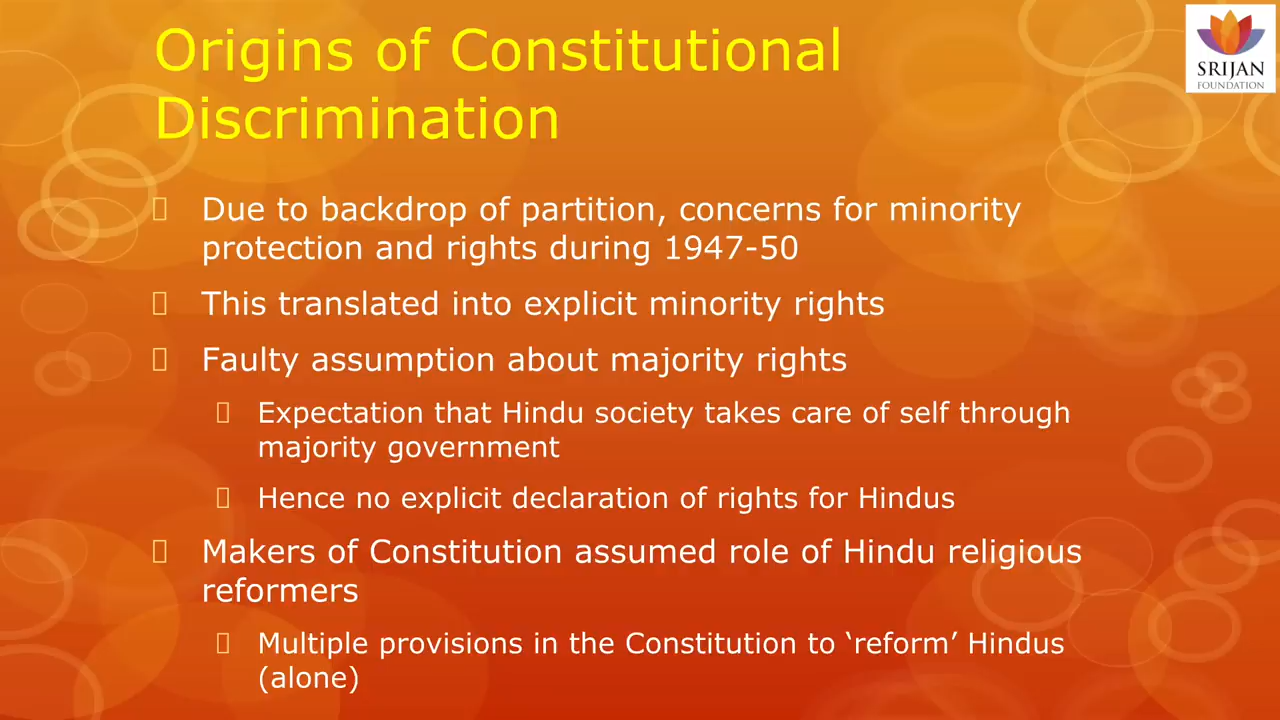 Origins of Constitutional
Discrimination
SRIJAN
FOUNDATION
Due to backdrop of partition, concerns for minority
protection and rights during 1947-50
This translated into explicit minority rights
Faulty assumption about majority rights
Expectation that Hindu society takes care of self through
majority government
Hence no explicit declaration of rights for Hindus
Makers of Constitution assumed role of Hindu religious
reformers
Multiple provisions in the Constitution to ‘reform’ Hindus
(alone)